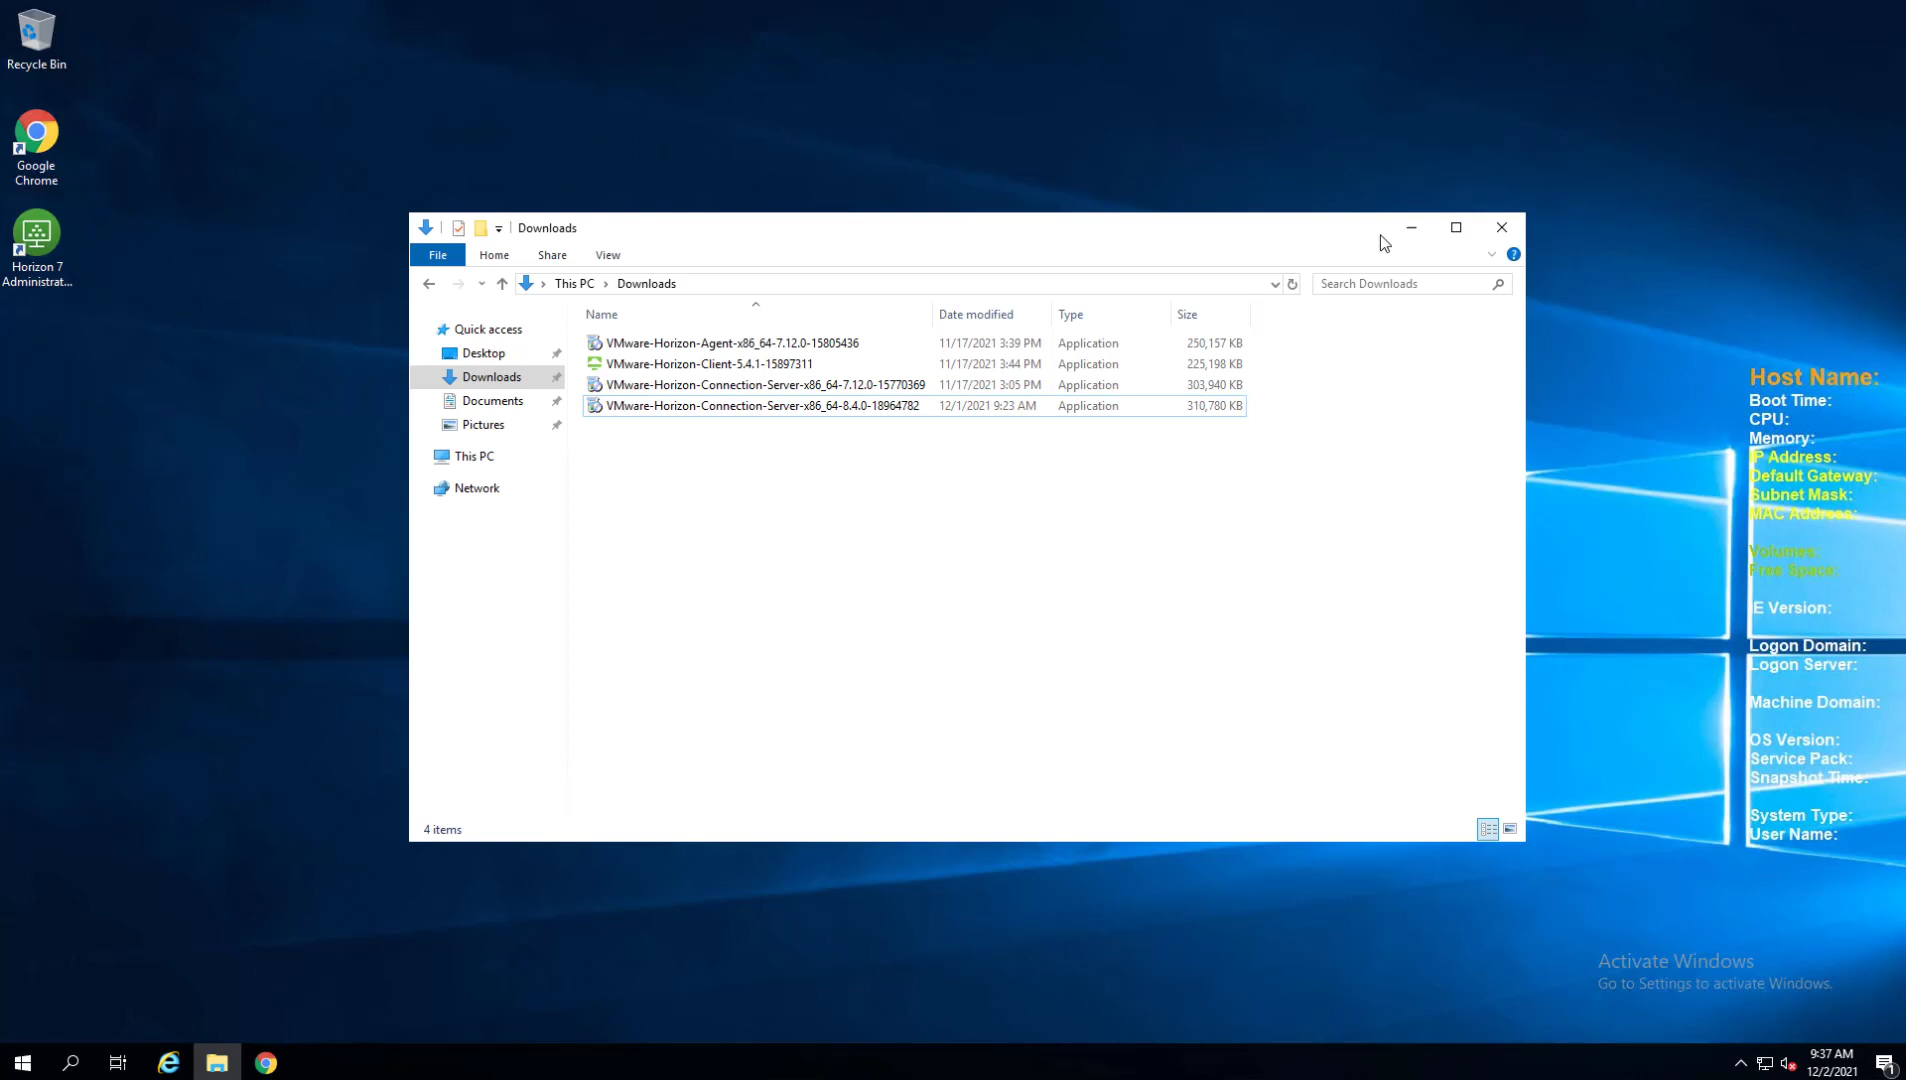 Recycle Bin
Google
Chrome
Horizon 7
Administrat...
Downloads
File Home Share View
This PC > Downloads
Search Downloads
Name Date modified Type Size
Quick access
Desktop
Downloads
Documents
Pictures
This PC
Network
VMware-Horizon-Agent-x86_64-7.12.0-15805436 11/17/2021 3:39 PM Application 250,157 KB
VMware-Horizon-Client-5.4.1-15897311 11/17/2021 3:44 PM Application 225,198 KB
VMware-Horizon-Connection-Server-x86_64-7.12.0-15770369 11/17/2021 3:05 PM Application 303,940 KB
VMware-Horizon-Connection-Server-x86_64-8.4.0-18964782 12/1/2021 9:23 AM Application 310,780 KB
4 items
Host Name:
Boot Time:
CPU:
Memory:
IP Address:
Default Gateway:
Subnet Mask:
MAC Address:
Volumes:
Free Space:
E Version:
Logon Domain:
Logon Server:
Machine Domain:
OS Version:
Service Pack:
Snapshot Time:
System Type:
User Name:
Activate Windows
Go to Settings to activate Windows.
9:37 AM
12/2/2021
1